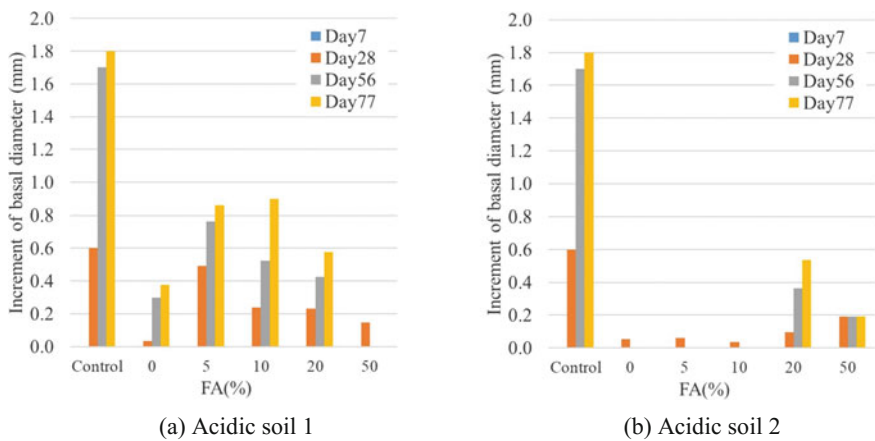 2.0
1.8
1.6
1.4
1.2
1.0
0.8
0.6
0.4
0.2
0.0
Increment of basal diameter (mm)
Day7
Day28
Day56
Day77
Control 0 5 10 20 50
FA(%)
(a) Acidic soil 1
2.0
1.8
1.6
1.4
1.2
1.0
0.8
0.6
0.4
0.2
0.0
Increment of basal diameter (mm)
Day7
Day28
Day56
Day77
Control 0 5 10 20 50
FA(%)
(b) Acidic soil 2